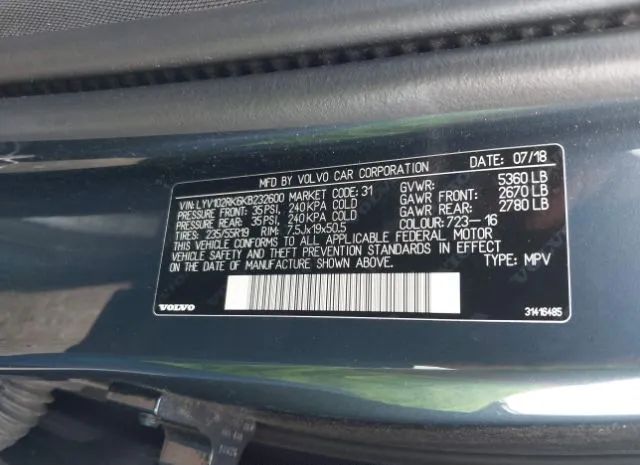 MFD BY VOLVO CAR CORPORATION DATE: 07/18
VIN: LYV102RK6KB232600 MARKET CODE: 31 GVWR: 5360 LB
PSI FRONT: 35 PSI, 240 KPA COLD GAWR FRONT: 2670 LB
PSI REAR: 35 PSI, 240 KPA COLD GAWR REAR: 2780 LB
TIRES: 235/55R19 RIM: 7.5Jx19x50.5 COLOUR: 723-16
THIS VEHICLE CONFORMS TO ALL APPLICABLE FEDERAL MOTOR
VEHICLE SAFETY AND THEFT PREVENTION STANDARDS IN EFFECT
ON THE DATE OF MANUFACTURE SHOWN ABOVE. TYPE: MPV
VOLVO 31416485